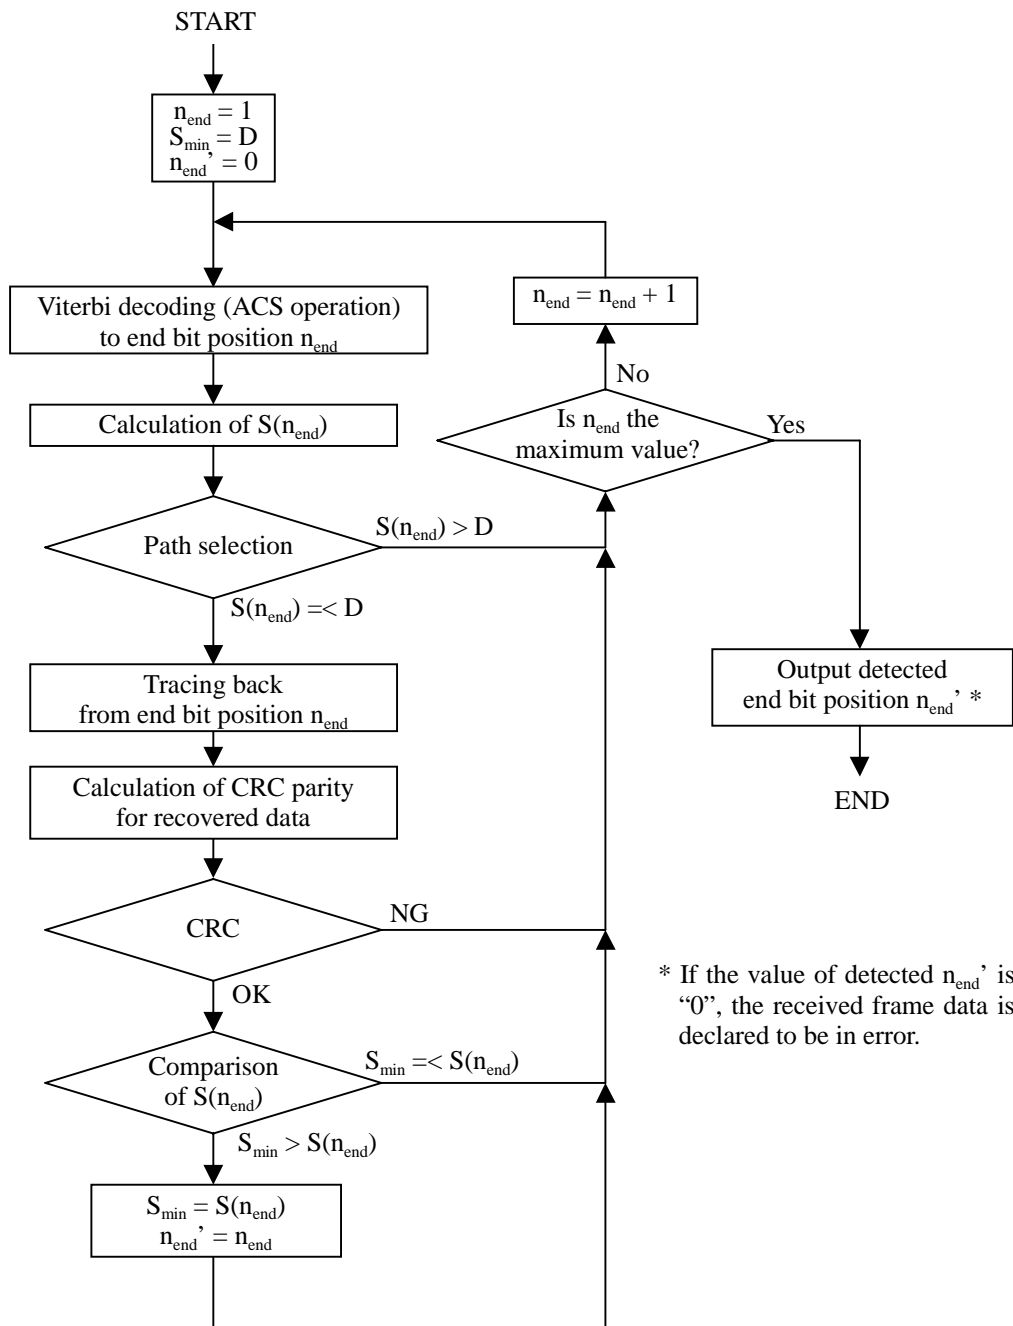 START
n_end = 1
S_min = D
n_end’ = 0
Viterbi decoding (ACS operation)
to end bit position n_end
n_end = n_end + 1
No
Calculation of S(n_end)
Is n_end the
maximum value?
Yes
Path selection
S(n_end) > D
S(n_end) =< D
Tracing back
from end bit position n_end
Output detected
end bit position n_end’ *
Calculation of CRC parity
for recovered data
END
CRC
NG
OK
* If the value of detected n_end’ is
“0”, the received frame data is
declared to be in error.
Comparison
of S(n_end)
S_min =< S(n_end)
S_min > S(n_end)
S_min = S(n_end)
n_end’ = n_end